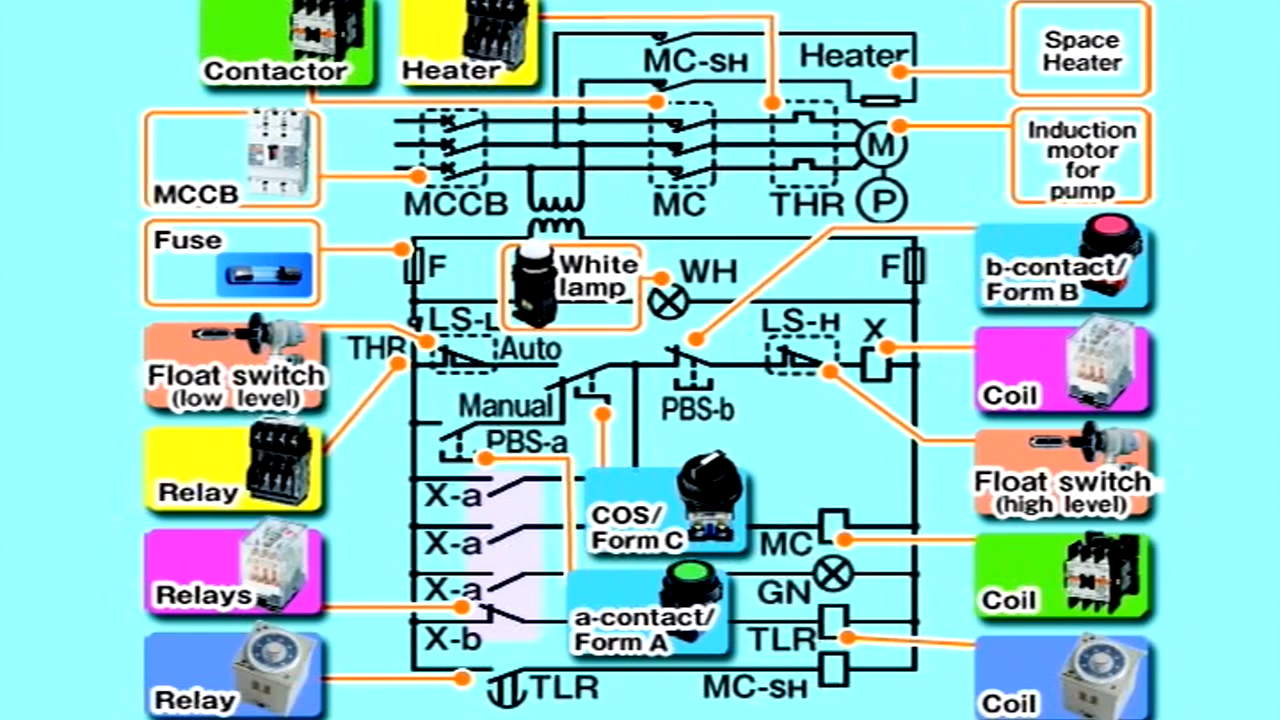 Contactor
Heater
MC-SH
Heater
Space
Heater
MCCB
MCCB
MC
THR
M
P
Induction
motor
for
pump
Fuse
F
White
lamp
WH
F
b-contact/
Form B
LS-L
LS-H
X
THR
Auto
Float switch
(low level)
Manual
PBS-b
Coil
PBS-a
Relay
X-a
COS/
Form C
Float switch
(high level)
X-a
MC
Relays
X-a
GN
Coil
a-contact/
Form A
X-b
TLR
Relay
TLR
MC-SH
Coil